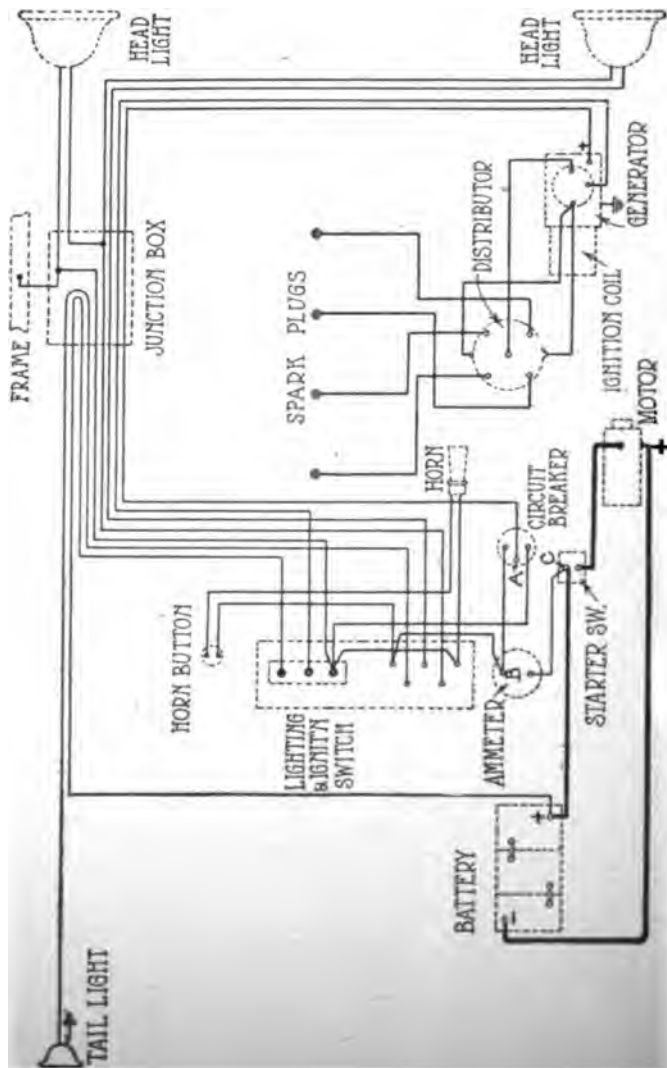 HEAD
LIGHT
HEAD
LIGHT
FRAME
JUNCTION BOX
SPARK PLUGS
DISTRIBUTOR
+
GENERATOR
IGNITION COIL
MOTOR
+
HORN
CIRCUIT
BREAKER
A
C
STARTER SW.
HORN BUTTON
LIGHTING
& IGNIT'N
SWITCH
B
AMMETER
BATTERY
+
-
TAIL LIGHT